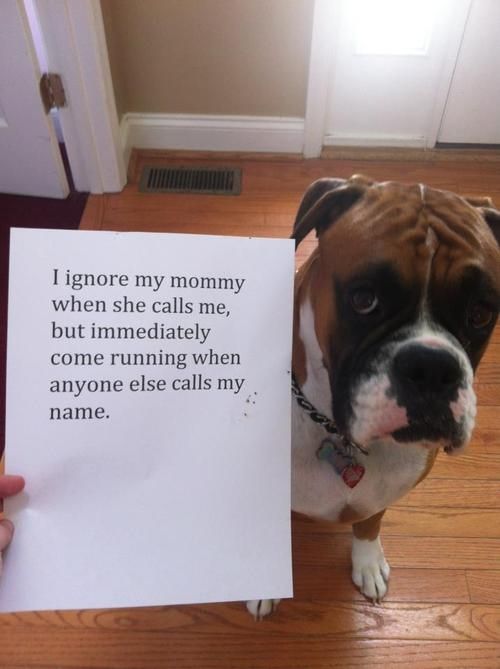 I ignore my mommy
when she calls me,
but immediately
come running when
anyone else calls my
name.